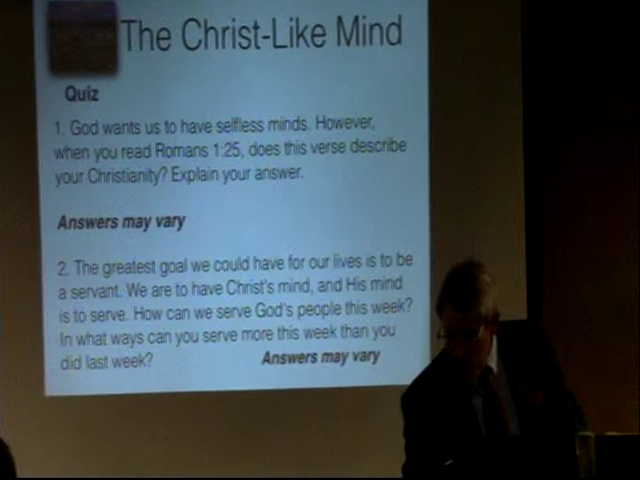 The Christ-Like Mind
Quiz
1. God wants us to have selfless minds. However,
when you read Romans 1:25, does this verse describe
your Christianity? Explain your answer.
Answers may vary
2. The greatest goal we could have for our lives is to be
a servant. We are to have Christ's mind, and His mind
is to serve. How can we serve God's people this week?
In what ways can you serve more this week than you
did last week? Answers may vary